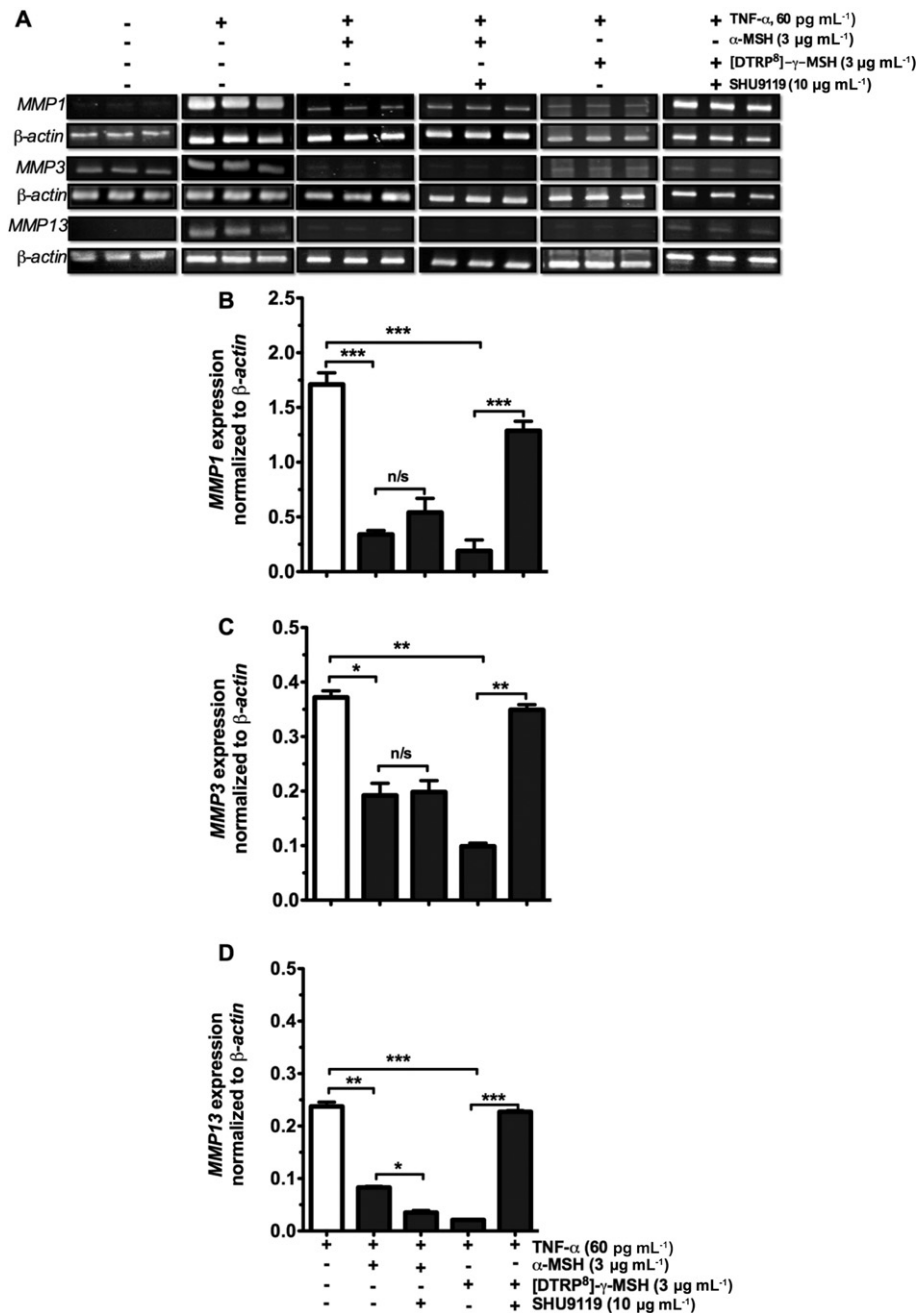 A
- + + + + + TNF-α, 60 pg mL⁻¹
- - + + - - α-MSH (3 µg mL⁻¹)
- - - - + + [DTRP⁸]-γ-MSH (3 µg mL⁻¹)
- - - + - + SHU9119 (10 µg mL⁻¹)
MMP1
β-actin
MMP3
β-actin
MMP13
β-actin
B
MMP1 expression
normalized to β-actin
2.5
2.0
1.5
1.0
0.5
0.0
***
***
***
n/s
C
MMP3 expression
normalized to β-actin
0.5
0.4
0.3
0.2
0.1
0.0
**
*
**
n/s
D
MMP13 expression
normalized to β-actin
0.5
0.4
0.3
0.2
0.1
0.0
***
**
***
*
+ + + + + TNF-α (60 pg mL⁻¹)
- + + - - α-MSH (3 µg mL⁻¹)
- - - + + [DTRP⁸]-γ-MSH (3 µg mL⁻¹)
- - + - + SHU9119 (10 µg mL⁻¹)